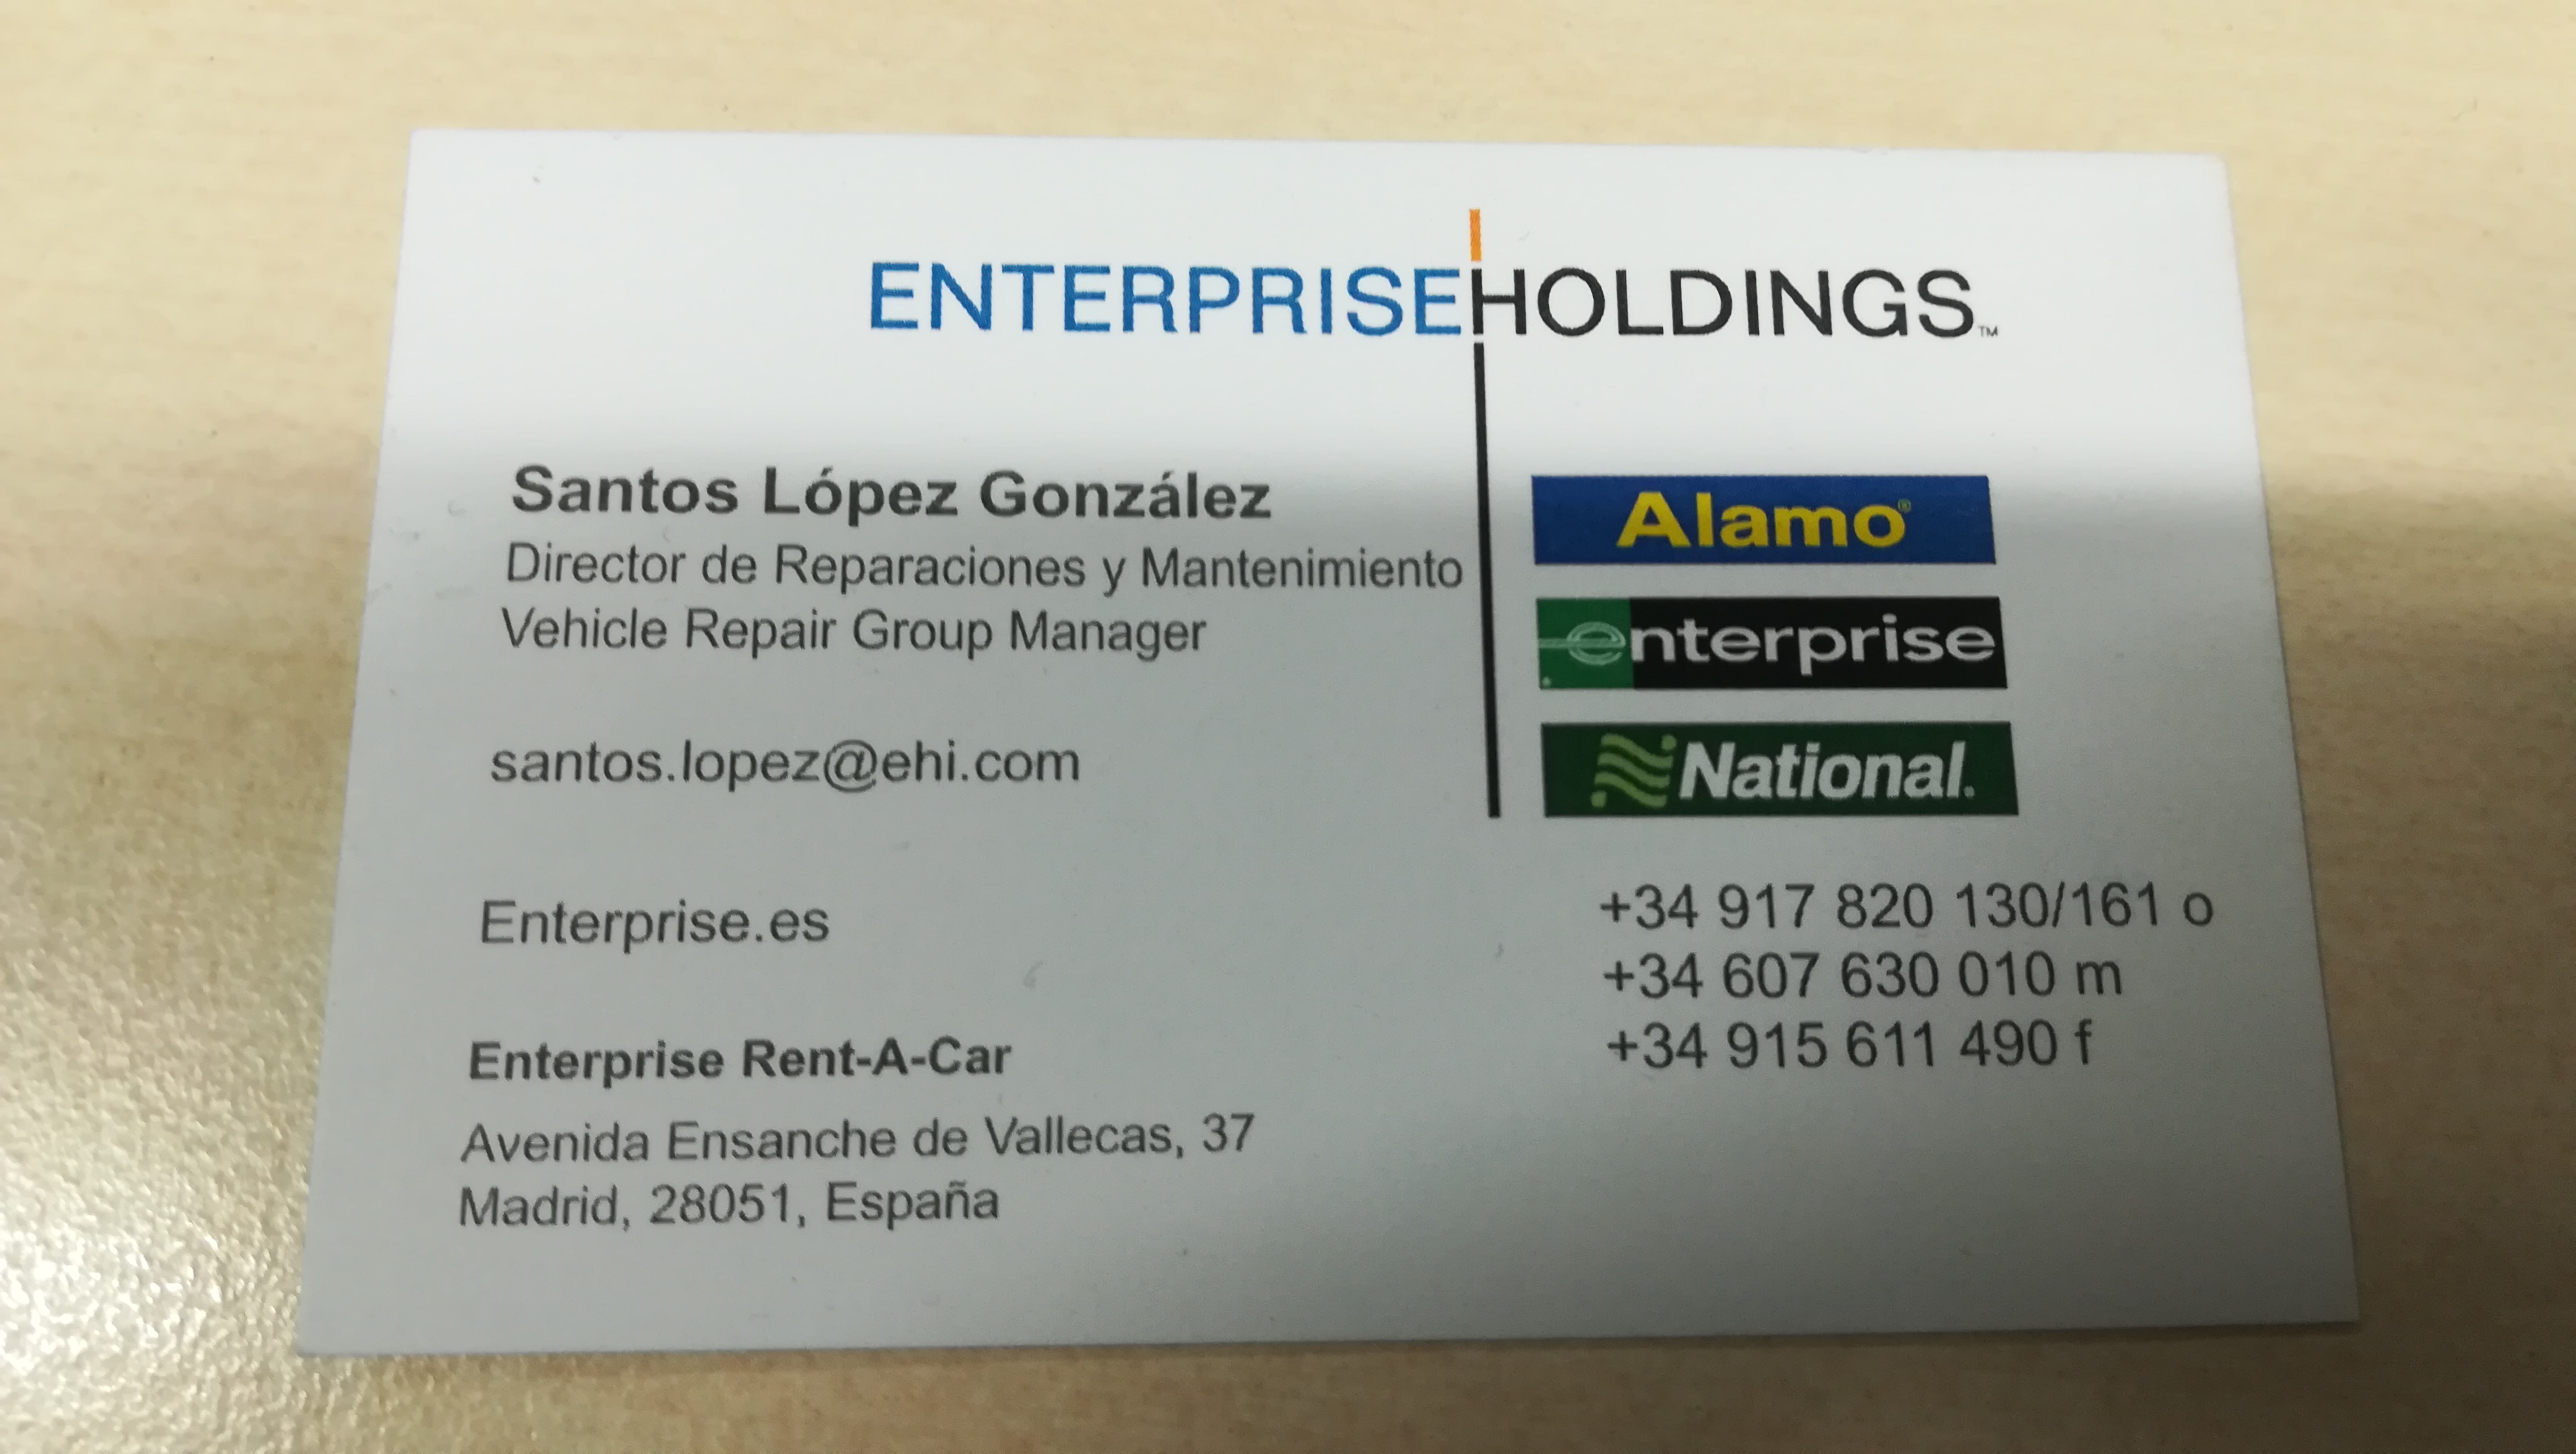 ENTERPRISEHOLDINGS™
Santos López González
Director de Reparaciones y Mantenimiento
Vehicle Repair Group Manager
santos.lopez@ehi.com
Alamo®
enterprise
National.
Enterprise.es
Enterprise Rent-A-Car
Avenida Ensanche de Vallecas, 37
Madrid, 28051, España
+34 917 820 130/161 o
+34 607 630 010 m
+34 915 611 490 f